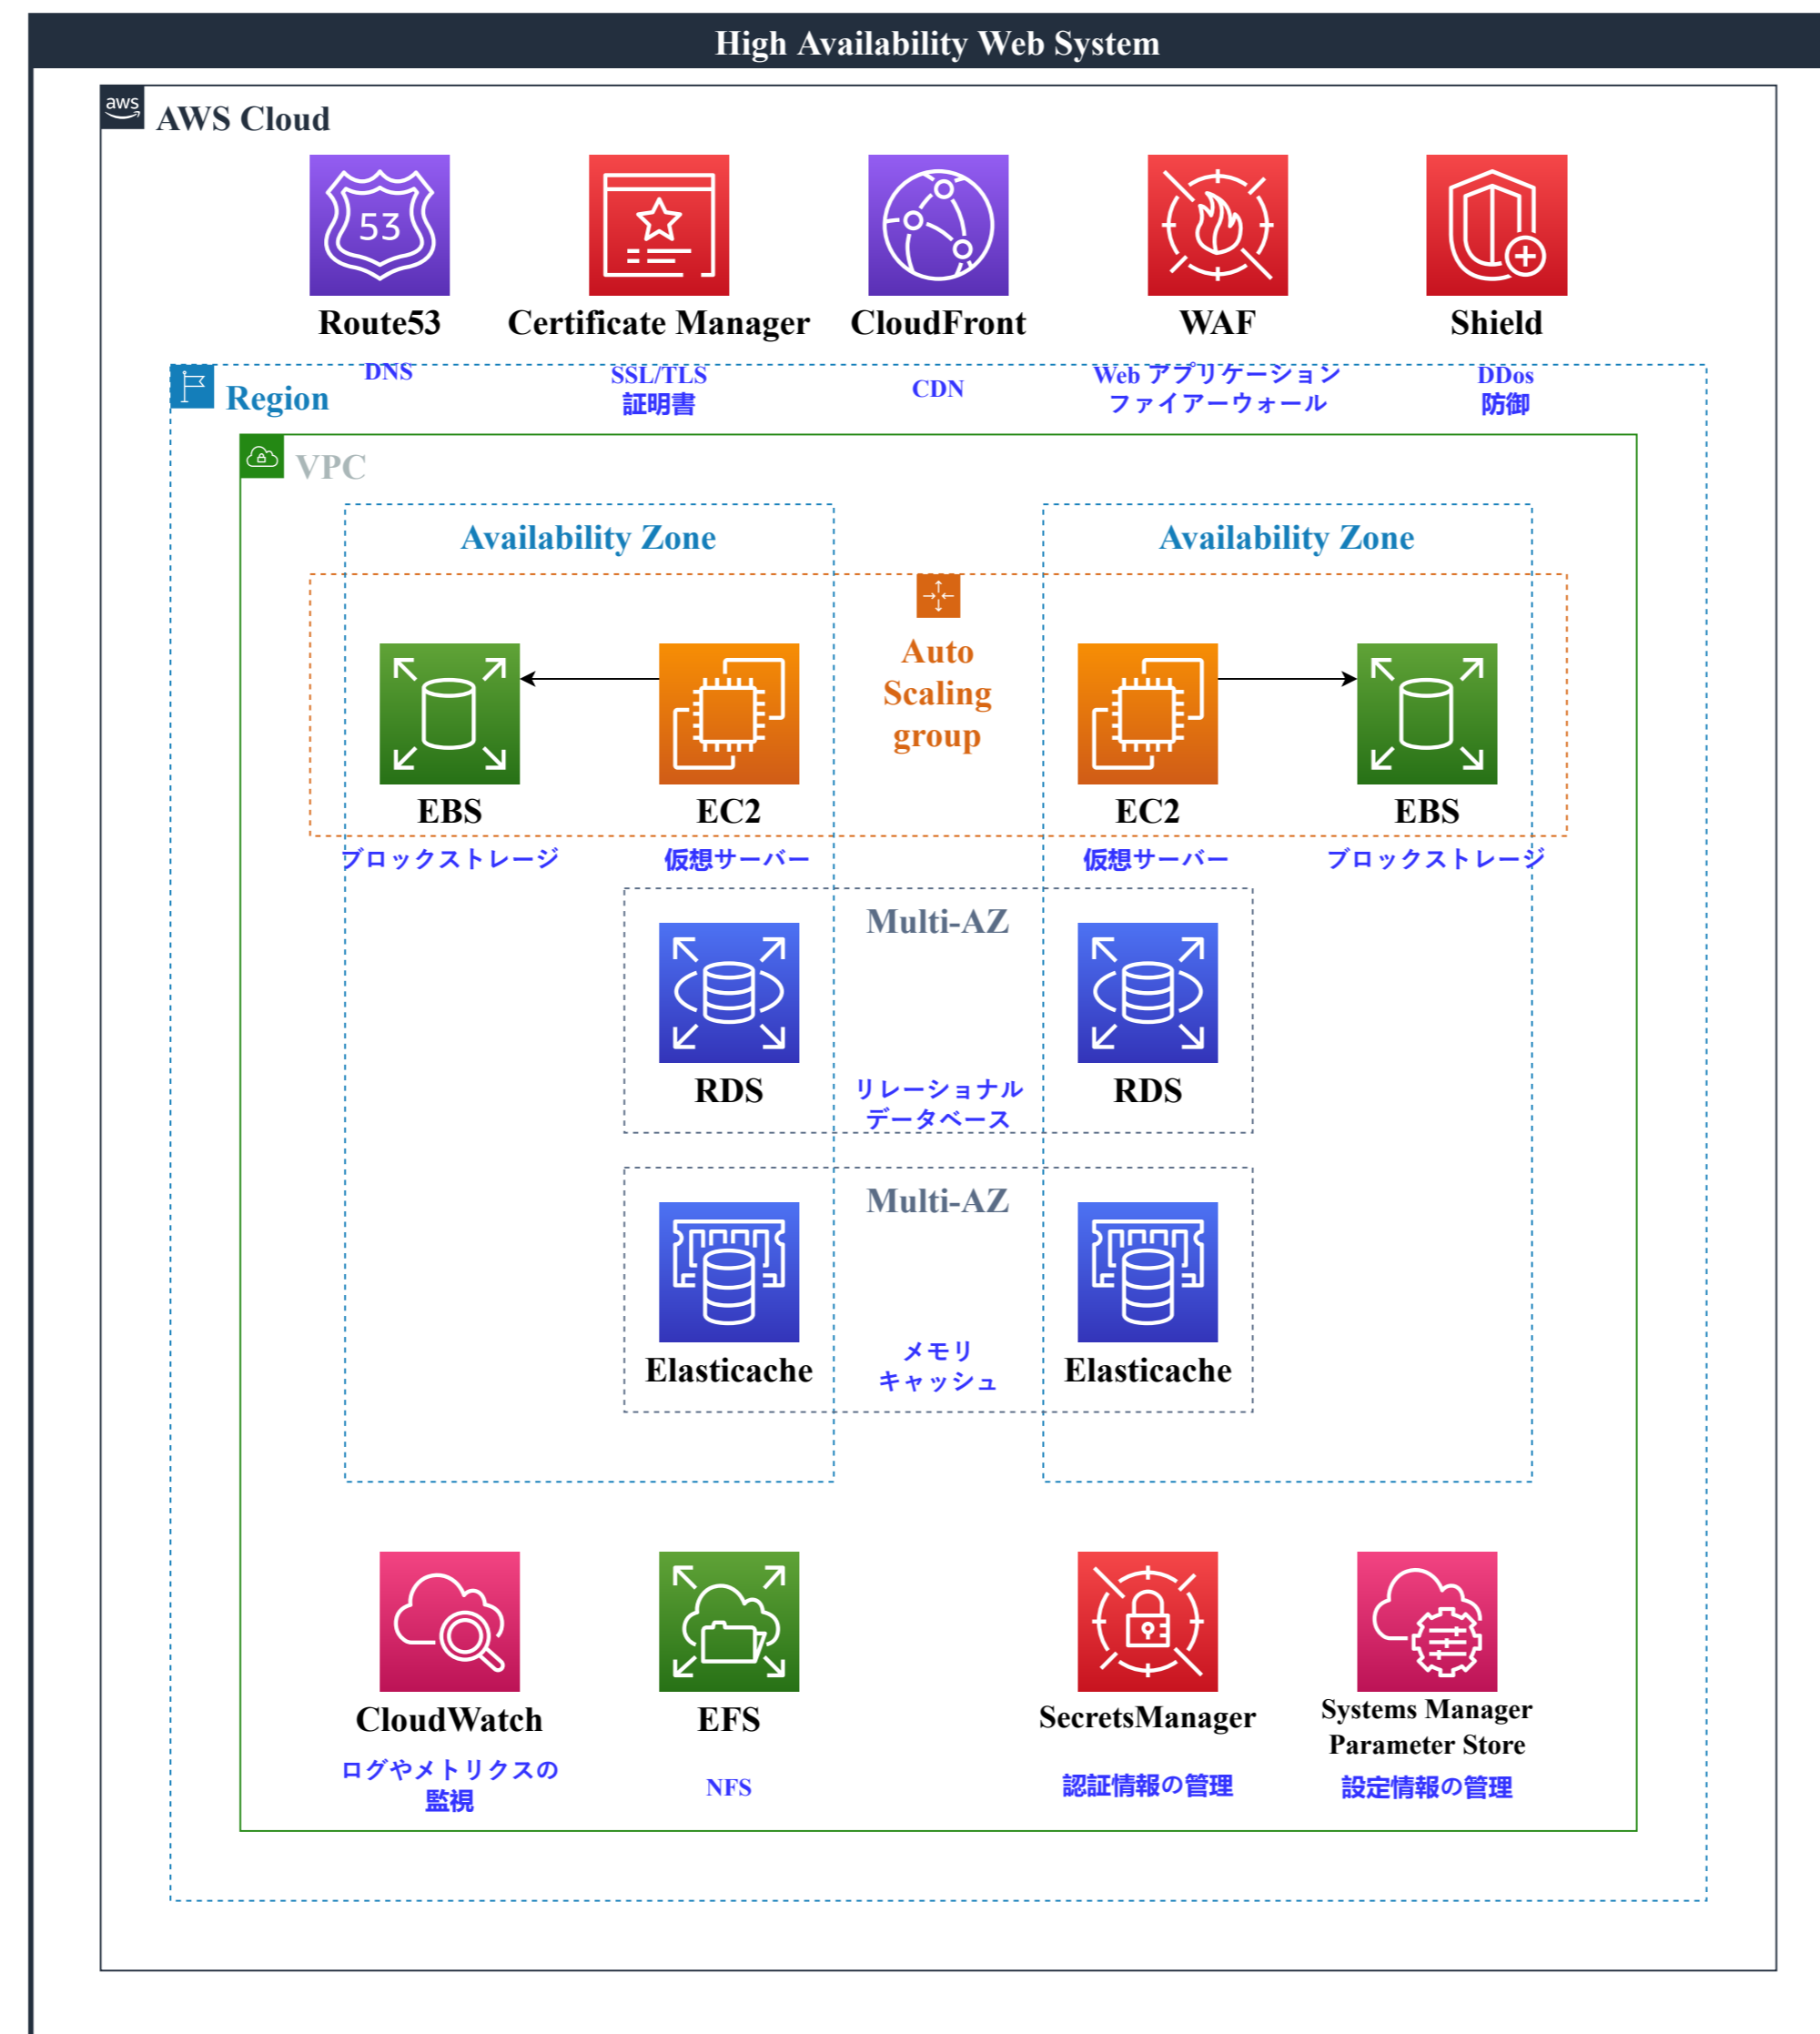 High Availability Web System
aws
AWS Cloud
53
Route53
Certificate Manager
CloudFront
WAF
Shield
DNS
SSL/TLS
証明書
CDN
Web アプリケーション
ファイアーウォール
DDos
防御
Region
VPC
Availability Zone
Availability Zone
Auto
Scaling
group
EBS
EC2
EC2
EBS
ブロックストレージ
仮想サーバー
仮想サーバー
ブロックストレージ
Multi-AZ
RDS
リレーショナル
データベース
RDS
Multi-AZ
Elasticache
メモリ
キャッシュ
Elasticache
CloudWatch
EFS
SecretsManager
Systems Manager
Parameter Store
ログやメトリクスの
監視
NFS
認証情報の管理
設定情報の管理